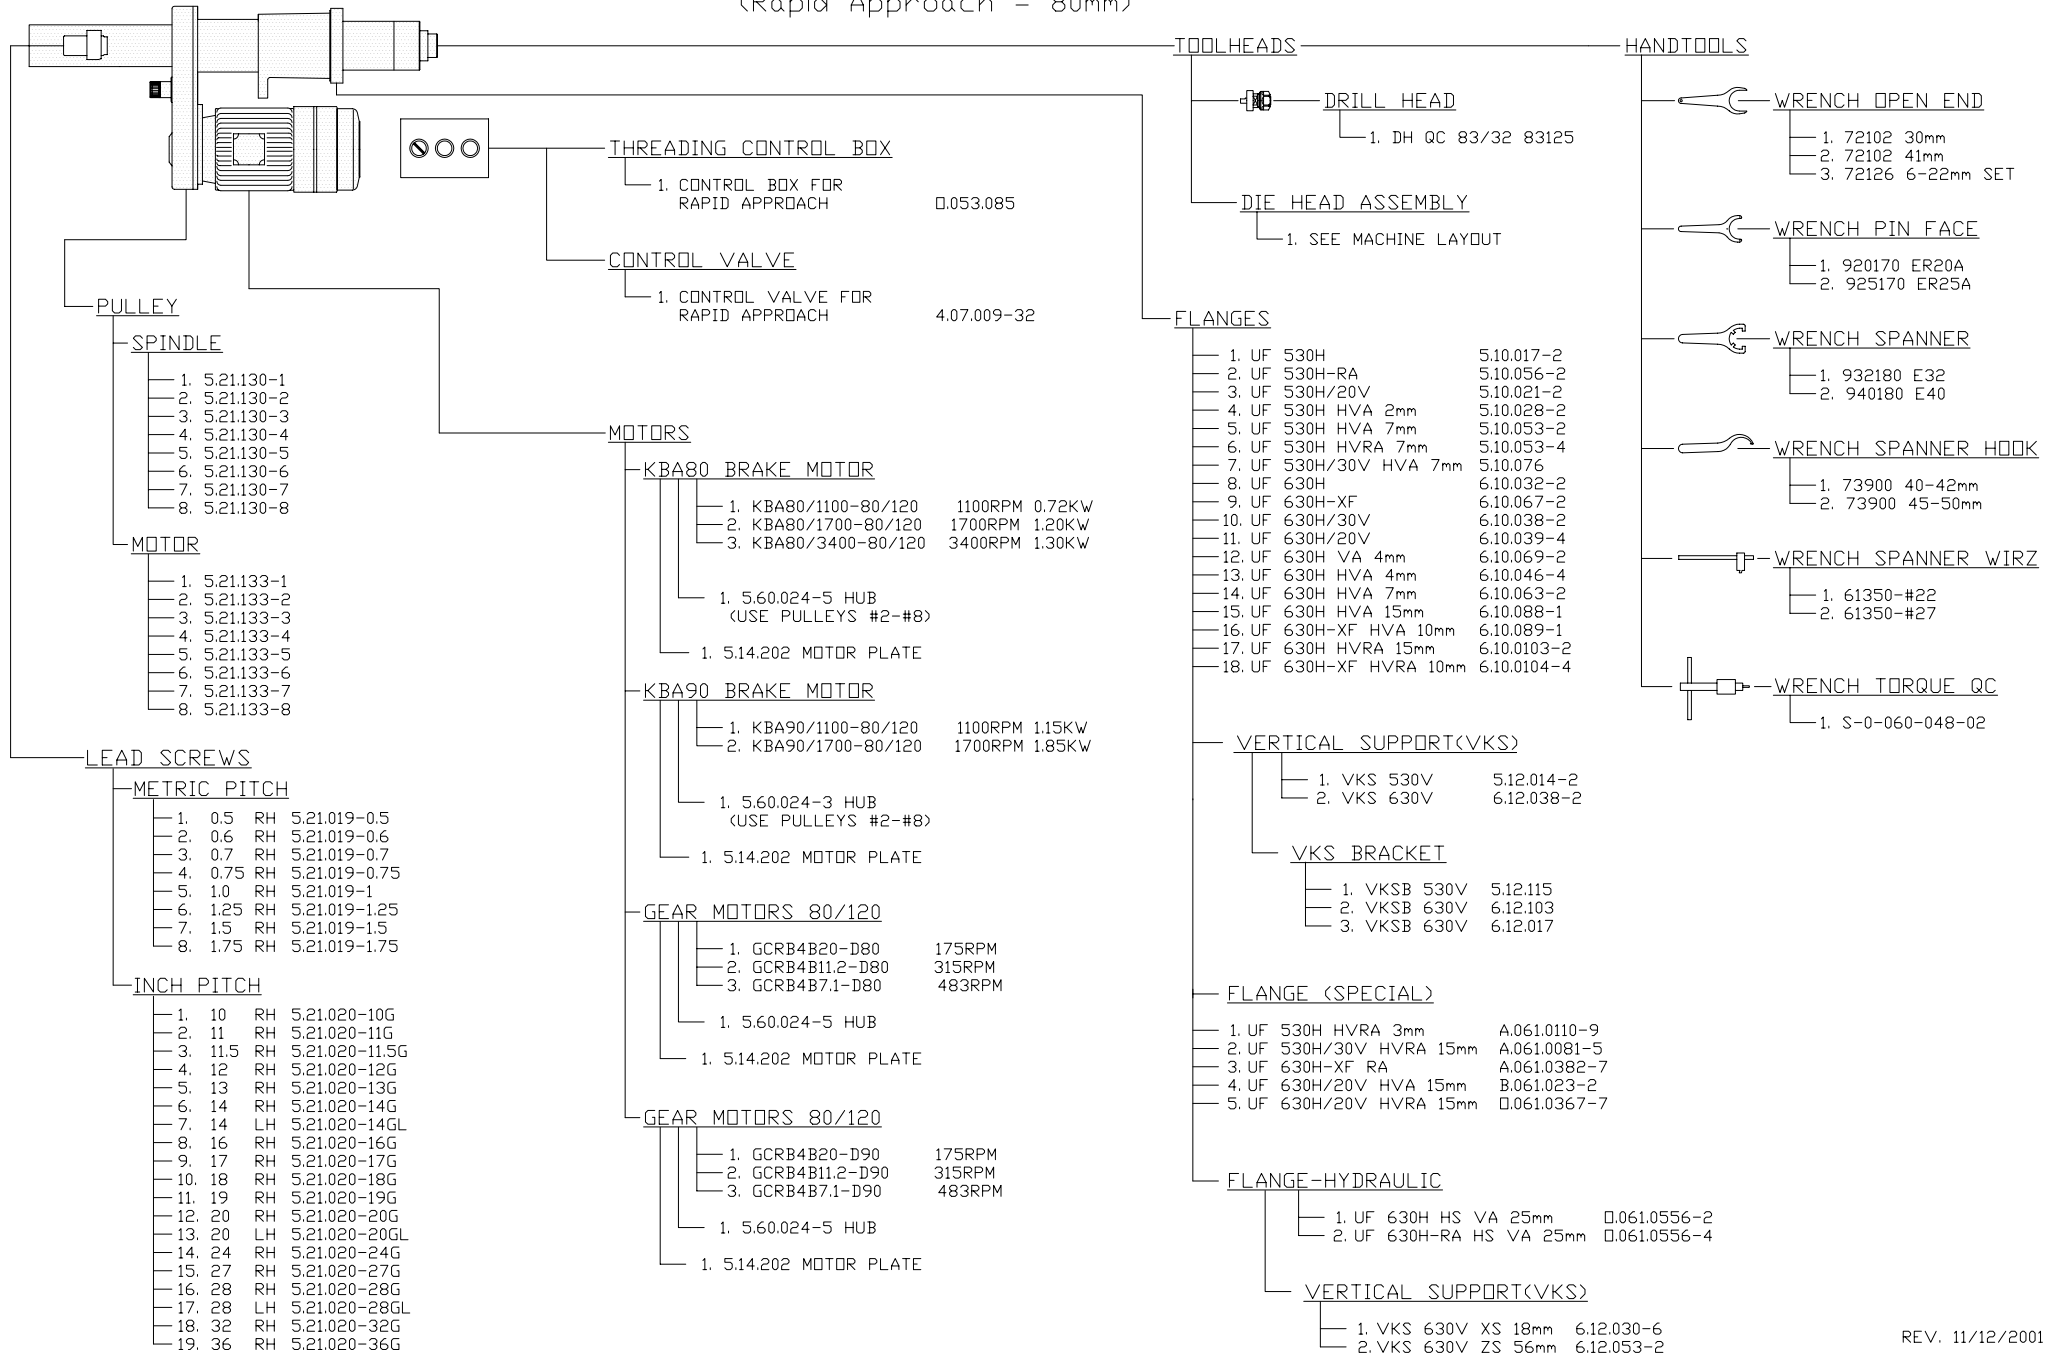 (Rapid Approach - 80mm)
TOOLHEADS
DRILL HEAD
1. DH QC 83/32 83125
DIE HEAD ASSEMBLY
1. SEE MACHINE LAYOUT
HANDTOOLS
WRENCH OPEN END
1. 72102 30mm
2. 72102 41mm
3. 72126 6-22mm SET
WRENCH PIN FACE
1. 920170 ER20A
2. 925170 ER25A
WRENCH SPANNER
1. 932180 E32
2. 940180 E40
WRENCH SPANNER HOOK
1. 73900 40-42mm
2. 73900 45-50mm
WRENCH SPANNER WIRZ
1. 61350-#22
2. 61350-#27
WRENCH TORQUE QC
1. S-0-060-048-02
THREADING CONTROL BOX
1. CONTROL BOX FOR
RAPID APPROACH O.053.085
CONTROL VALVE
1. CONTROL VALVE FOR
RAPID APPROACH 4.07.009-32
PULLEY
SPINDLE
1. 5.21.130-1
2. 5.21.130-2
3. 5.21.130-3
4. 5.21.130-4
5. 5.21.130-5
6. 5.21.130-6
7. 5.21.130-7
8. 5.21.130-8
MOTOR
1. 5.21.133-1
2. 5.21.133-2
3. 5.21.133-3
4. 5.21.133-4
5. 5.21.133-5
6. 5.21.133-6
7. 5.21.133-7
8. 5.21.133-8
LEAD SCREWS
METRIC PITCH
1. 0.5 RH 5.21.019-0.5
2. 0.6 RH 5.21.019-0.6
3. 0.7 RH 5.21.019-0.7
4. 0.75 RH 5.21.019-0.75
5. 1.0 RH 5.21.019-1
6. 1.25 RH 5.21.019-1.25
7. 1.5 RH 5.21.019-1.5
8. 1.75 RH 5.21.019-1.75
INCH PITCH
1. 10 RH 5.21.020-10G
2. 11 RH 5.21.020-11G
3. 11.5 RH 5.21.020-11.5G
4. 12 RH 5.21.020-12G
5. 13 RH 5.21.020-13G
6. 14 RH 5.21.020-14G
7. 14 LH 5.21.020-14GL
8. 16 RH 5.21.020-16G
9. 17 RH 5.21.020-17G
10. 18 RH 5.21.020-18G
11. 19 RH 5.21.020-19G
12. 20 RH 5.21.020-20G
13. 20 LH 5.21.020-20GL
14. 24 RH 5.21.020-24G
15. 27 RH 5.21.020-27G
16. 28 RH 5.21.020-28G
17. 28 LH 5.21.020-28GL
18. 32 RH 5.21.020-32G
19. 36 RH 5.21.020-36G
MOTORS
KBA80 BRAKE MOTOR
1. KBA80/1100-80/120 1100RPM 0.72KW
2. KBA80/1700-80/120 1700RPM 1.20KW
3. KBA80/3400-80/120 3400RPM 1.30KW
1. 5.60.024-5 HUB
(USE PULLEYS #2-#8)
1. 5.14.202 MOTOR PLATE
KBA90 BRAKE MOTOR
1. KBA90/1100-80/120 1100RPM 1.15KW
2. KBA90/1700-80/120 1700RPM 1.85KW
1. 5.60.024-3 HUB
(USE PULLEYS #2-#8)
1. 5.14.202 MOTOR PLATE
GEAR MOTORS 80/120
1. GCRB4B20-D80 175RPM
2. GCRB4B11.2-D80 315RPM
3. GCRB4B7.1-D80 483RPM
1. 5.60.024-5 HUB
1. 5.14.202 MOTOR PLATE
GEAR MOTORS 80/120
1. GCRB4B20-D90 175RPM
2. GCRB4B11.2-D90 315RPM
3. GCRB4B7.1-D90 483RPM
1. 5.60.024-5 HUB
1. 5.14.202 MOTOR PLATE
FLANGES
1. UF 530H 5.10.017-2
2. UF 530H-RA 5.10.056-2
3. UF 530H/20V 5.10.021-2
4. UF 530H HVA 2mm 5.10.028-2
5. UF 530H HVA 7mm 5.10.053-2
6. UF 530H HVRA 7mm 5.10.053-4
7. UF 530H/30V HVA 7mm 5.10.076
8. UF 630H 6.10.032-2
9. UF 630H-XF 6.10.067-2
10. UF 630H/30V 6.10.038-2
11. UF 630H/20V 6.10.039-4
12. UF 630H VA 4mm 6.10.069-2
13. UF 630H HVA 4mm 6.10.046-4
14. UF 630H HVA 7mm 6.10.063-2
15. UF 630H HVA 15mm 6.10.088-1
16. UF 630H-XF HVA 10mm 6.10.089-1
17. UF 630H HVRA 15mm 6.10.0103-2
18. UF 630H-XF HVRA 10mm 6.10.0104-4
VERTICAL SUPPORT(VKS)
1. VKS 530V 5.12.014-2
2. VKS 630V 6.12.038-2
VKS BRACKET
1. VKSB 530V 5.12.115
2. VKSB 630V 6.12.103
3. VKSB 630V 6.12.017
FLANGE (SPECIAL)
1. UF 530H HVRA 3mm A.061.0110-9
2. UF 530H/30V HVRA 15mm A.061.0081-5
3. UF 630H-XF RA A.061.0382-7
4. UF 630H/20V HVA 15mm B.061.023-2
5. UF 630H/20V HVRA 15mm O.061.0367-7
FLANGE-HYDRAULIC
1. UF 630H HS VA 25mm O.061.0556-2
2. UF 630H-RA HS VA 25mm O.061.0556-4
VERTICAL SUPPORT(VKS)
1. VKS 630V XS 18mm 6.12.030-6
2. VKS 630V ZS 56mm 6.12.053-2
REV. 11/12/2001